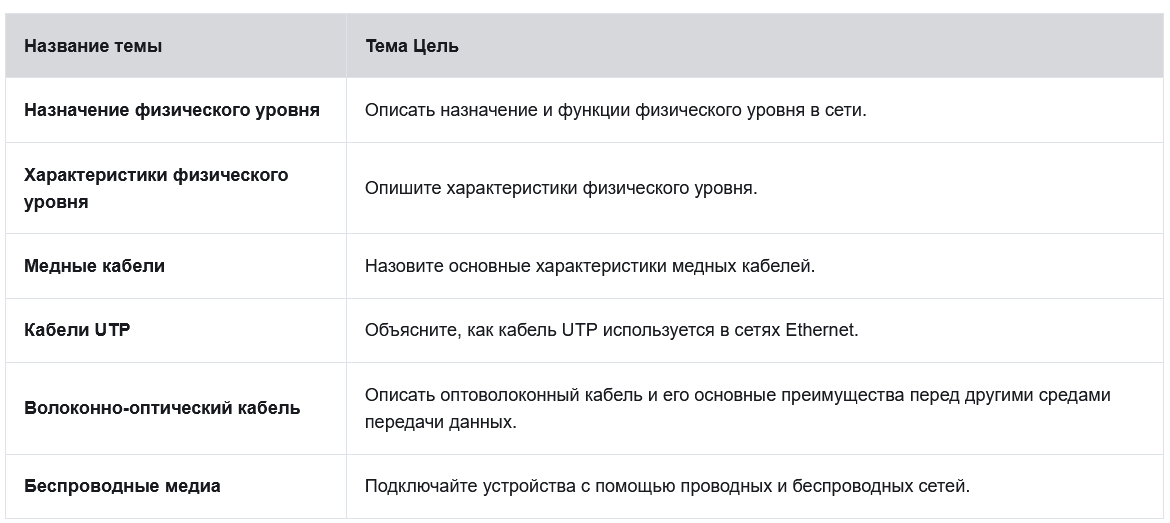 Название темы
Тема Цель
Назначение физического уровня
Описать назначение и функции физического уровня в сети.
Характеристики физического
уровня
Опишите характеристики физического уровня.
Медные кабели
Назовите основные характеристики медных кабелей.
Кабели UTP
Объясните, как кабель UTP используется в сетях Ethernet.
Волоконно-оптический кабель
Описать оптоволоконный кабель и его основные преимущества перед другими средами
передачи данных.
Беспроводные медиа
Подключайте устройства с помощью проводных и беспроводных сетей.